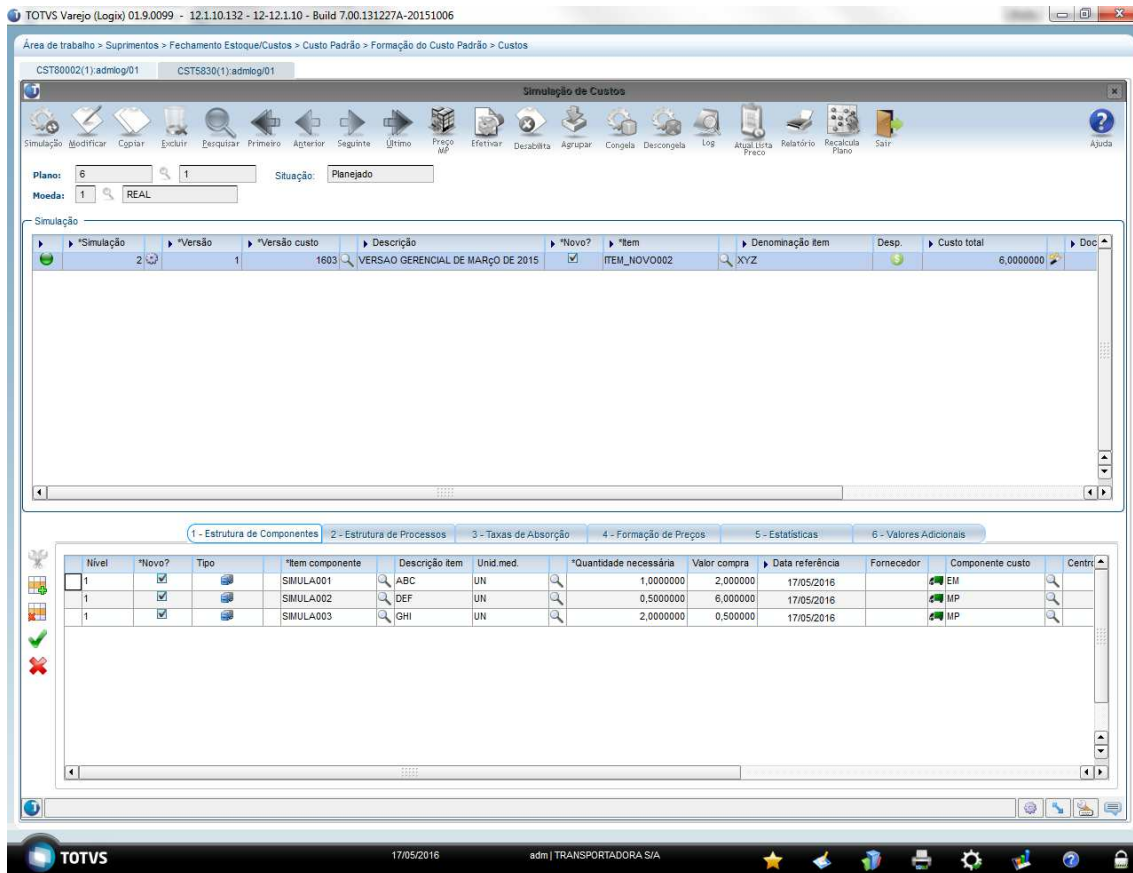 TOTVS Varejo (Logix) 01.9.0099 - 12.1.10.132 - 12-12.1.10 - Build 7.00.131227A-20151006
Área de trabalho > Suprimentos > Fechamento Estoque/Custos > Custo Padrão > Formação do Custo Padrão > Custos
CST80002(1):admlog/01 CST5830(1):admlog/01
Simulação de Custos
Simulação Modificar Copiar Excluir Pesquisar Primeiro Anterior Seguinte Último Preço MP Efetivar Desabilita Agrupar Congela Descongela Log Atual.Lista Preco Relatório Recalcula Plano Sair Ajuda
Plano: 6 1 Situação: Planejado
Moeda: 1 REAL
Simulação
*Simulação *Versão *Versão custo Descrição *Novo? *Item Denominação item Desp. Custo total Doc
2 1 1603 VERSAO GERENCIAL DE MARçO DE 2015 ITEM_NOVO002 XYZ 6,0000000
1 - Estrutura de Componentes 2 - Estrutura de Processos 3 - Taxas de Absorção 4 - Formação de Preços 5 - Estatísticas 6 - Valores Adicionais
Nível *Novo? Tipo *Item componente Descrição item Unid.med. *Quantidade necessária Valor compra Data referência Fornecedor Componente custo Centro
1 SIMULA001 ABC UN 1,0000000 2,000000 17/05/2016 EM
1 SIMULA002 DEF UN 0,5000000 6,000000 17/05/2016 MP
1 SIMULA003 GHI UN 2,0000000 0,500000 17/05/2016 MP
TOTVS 17/05/2016 adm | TRANSPORTADORA S/A